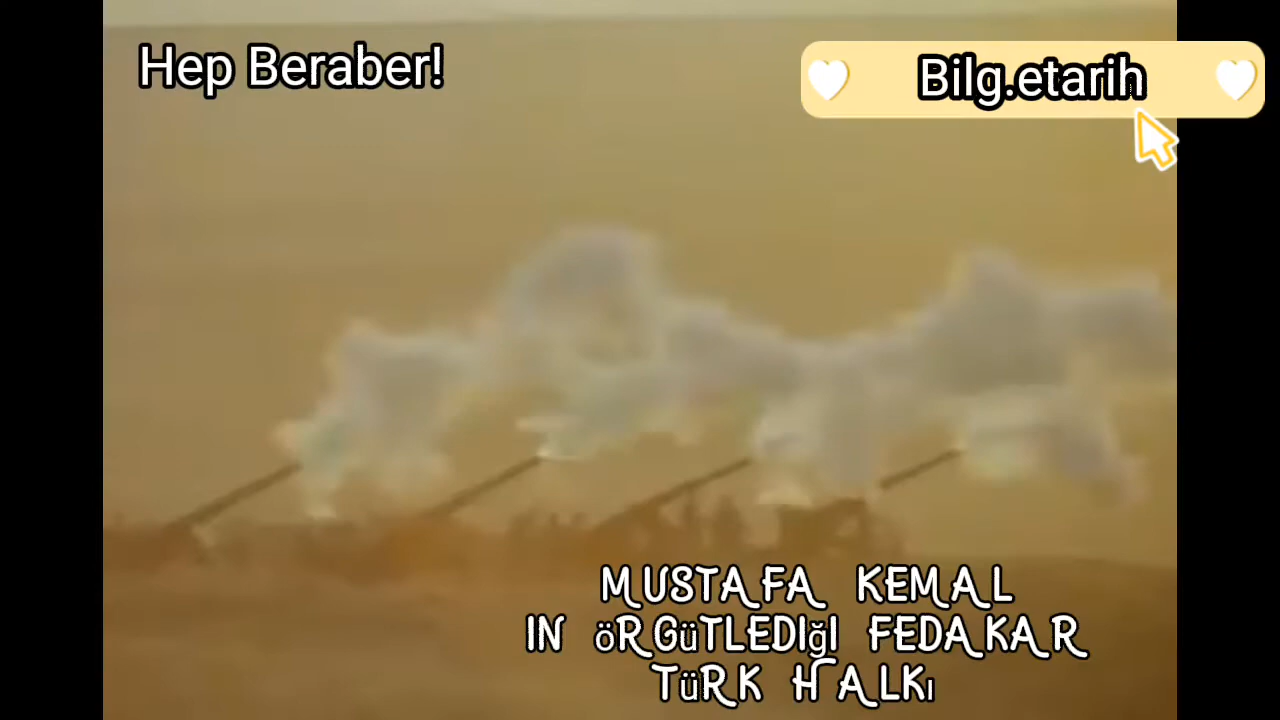 Hep Beraber!
Bilg.etarih
MUSTAFA KEMAL
IN öRGüTLEDIğI FEDAKAR
TüRK HALKı